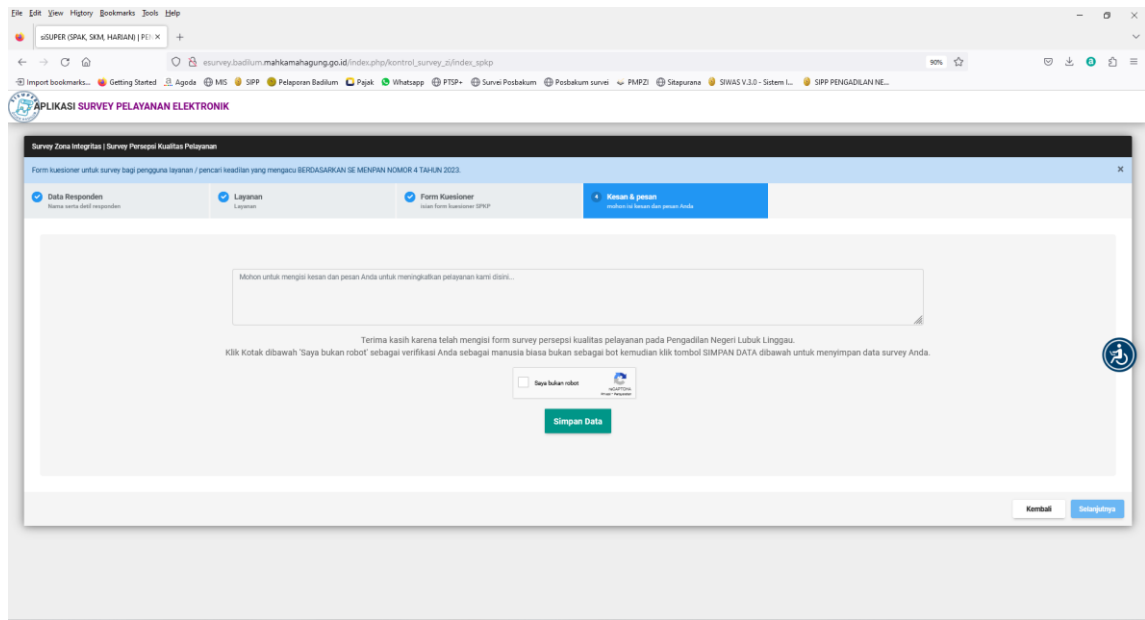 File Edit View History Bookmarks Tools Help
siSUPER (SPAK, SKM, HARIAN) | PEN
esurvey.badilum.mahkamahagung.go.id/index.php/kontrol_survey_zi/index_spkp
90%
Import bookmarks... Getting Started Agoda MIS SIPP Pelaporan Badilum Pajak Whatsapp PTSP+ Survei Posbakum Posbakum survei PMPZI Sitapurana SIWAS V.3.0 - Sistem I... SIPP PENGADILAN NE...
APLIKASI SURVEY PELAYANAN ELEKTRONIK
Survey Zona Integritas | Survey Persepsi Kualitas Pelayanan
Form kuesioner untuk survey bagi pengguna layanan / pencari keadilan yang mengacu BERDASARKAN SE MENPAN NOMOR 4 TAHUN 2023.
Data Responden
Nama serta detil responden
Layanan
Layanan
Form Kuesioner
Isian form kuesioner SPKP
4 Kesan & pesan
mohon isi kesan dan pesan Anda
Mohon untuk mengisi kesan dan pesan Anda untuk meningkatkan pelayanan kami disini...
Terima kasih karena telah mengisi form survey persepsi kualitas pelayanan pada Pengadilan Negeri Lubuk Linggau.
Klik Kotak dibawah 'Saya bukan robot' sebagai verifikasi Anda sebagai manusia biasa bukan sebagai bot kemudian klik tombol SIMPAN DATA dibawah untuk menyimpan data survey Anda.
Saya bukan robot
reCAPTCHA
Simpan Data
Kembali
Selanjutnya